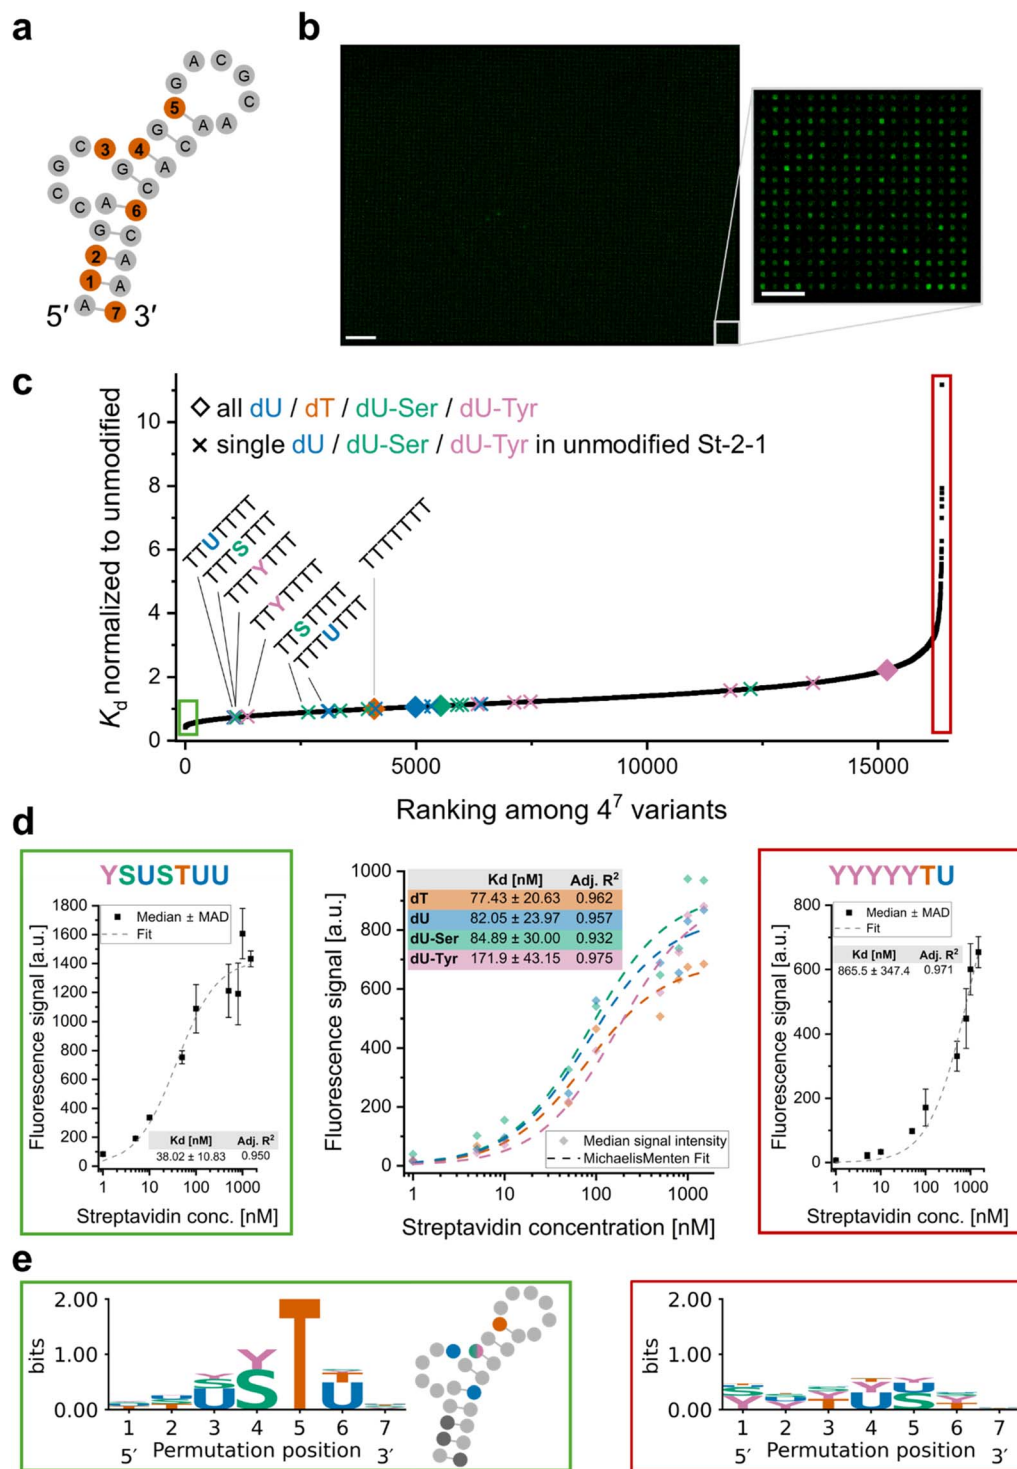 a
A
C
G
G
5
C
A
A
G
C
4
A
3
C
G
C
G
C
C
A
6
G
C
2
A
1
A
A
7
5′
3′
b
c
Kd normalized to unmodified
10
8
6
4
2
0
◇ all dU / dT / dU-Ser / dU-Tyr
× single dU / dU-Ser / dU-Tyr in unmodified St-2-1
TTUTTTT
TTTSTTT
TTTYTTT
TTYTTTT
TTSTTTT
TTTUTTT
TTTTTTT
0
5000
10000
15000
Ranking among 4⁷ variants
d
YSUSTUU
Median ± MAD
Fit
Fluorescence signal [a.u.]
1800
1600
1400
1200
1000
800
600
400
200
0
Kd [nM] Adj. R²
38.02 ± 10.83 0.950
1 10 100 1000
Streptavidin conc. [nM]
Fluorescence signal [a.u.]
1000
800
600
400
200
0
Kd [nM] Adj. R²
dT 77.43 ± 20.63 0.962
dU 82.05 ± 23.97 0.957
dU-Ser 84.89 ± 30.00 0.932
dU-Tyr 171.9 ± 43.15 0.975
Median signal intensity
MichaelisMenten Fit
1 10 100 1000
Streptavidin concentration [nM]
YYYYYTU
Median ± MAD
Fit
Kd [nM] Adj. R²
865.5 ± 347.4 0.971
Fluorescence signal [a.u.]
800
600
400
200
0
1 10 100 1000
Streptavidin conc. [nM]
e
bits
2.00
1.00
0.00
Y
S
T
Y
S
U
T
U
1 2 3 4 5 6 7
5′ Permutation position 3′
bits
2.00
1.00
0.00
S
Y
Y
Y
T
Y
U
U
S
T
1 2 3 4 5 6 7
5′ Permutation position 3′